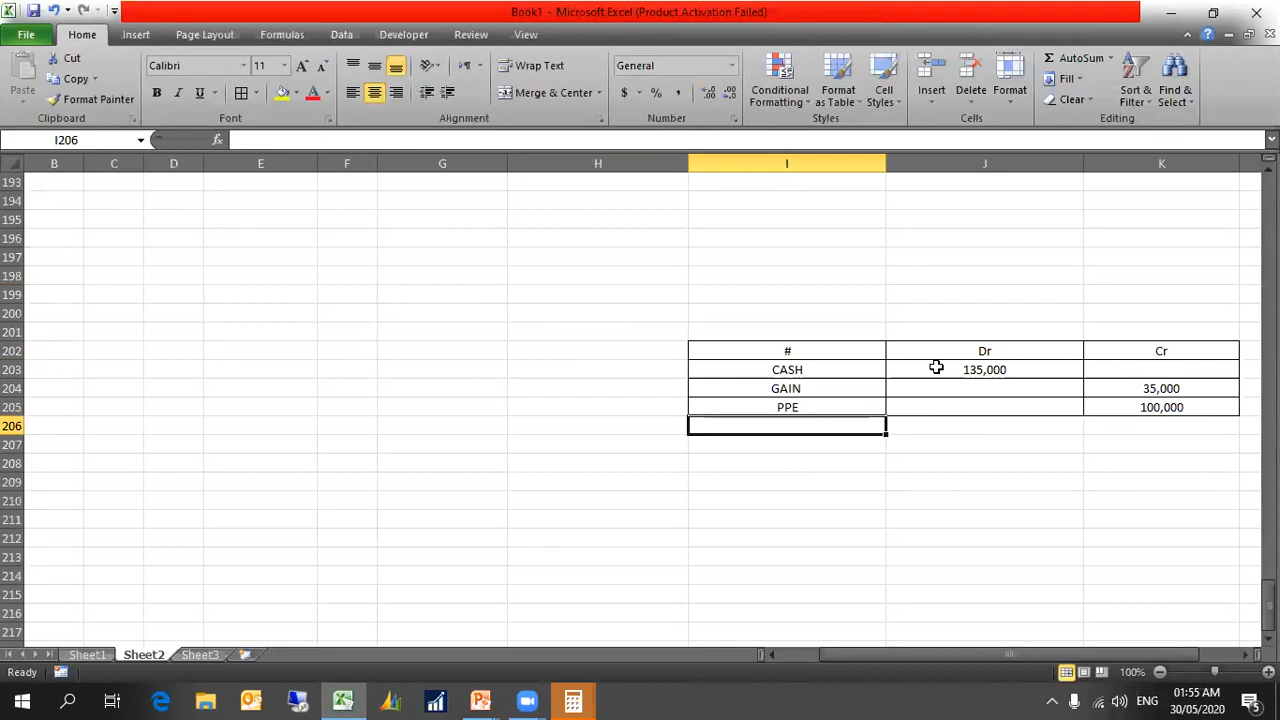 Book1 - Microsoft Excel (Product Activation Failed)
File Home Insert Page Layout Formulas Data Developer Review View
Paste
Cut
Copy
Format Painter
Clipboard
Calibri 11
B I U
Font
Wrap Text
Merge & Center
Alignment
General
$ % ,
Number
Conditional Formatting
Format as Table
Cell Styles
Styles
Insert Delete Format
Cells
AutoSum
Fill
Clear
Sort & Filter
Find & Select
Editing
I206 fx
B C D E F G H I J K
193
194
195
196
197
198
199
200
201
202 # Dr Cr
203 CASH 135,000
204 GAIN 35,000
205 PPE 100,000
206
207
208
209
210
211
212
213
214
215
216
217
Sheet1 Sheet2 Sheet3
Ready 100%
ENG 01:55 AM
30/05/2020 5